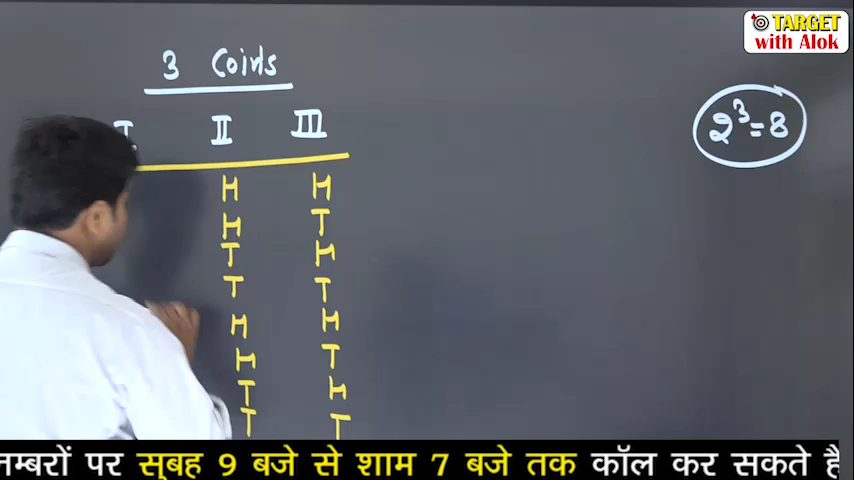 TARGET
with Alok
3 Coins
I II III
2³=8
H H
H T
T H
T T
H H
H T
T H
T T
नम्बरों पर सुबह 9 बजे से शाम 7 बजे तक कॉल कर सकते हैं